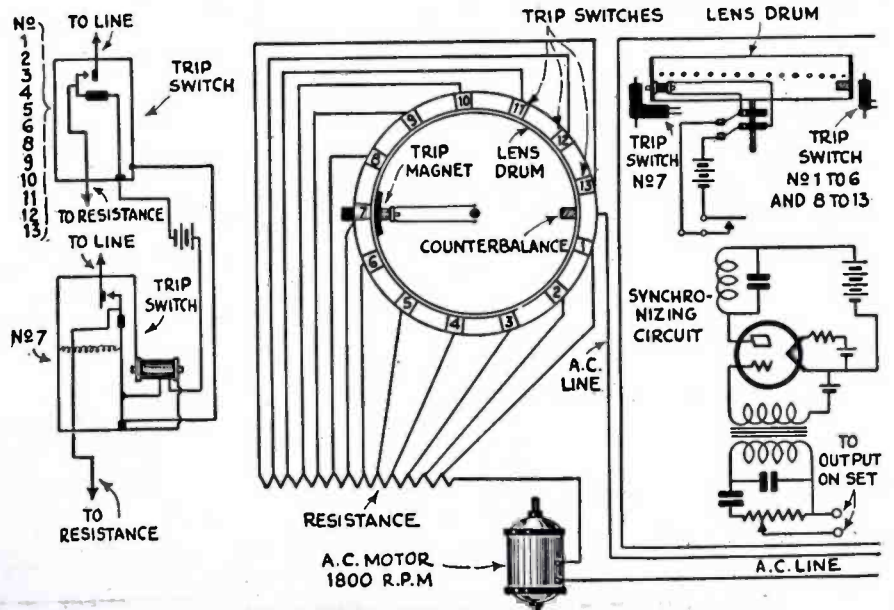 Nº
1
2
3
4
5
6
8
9
10
11
12
13
TO LINE
TRIP
SWITCH
TO RESISTANCE
TO LINE
TRIP
SWITCH
Nº7
TO
RESISTANCE
TRIP SWITCHES
10
11
12
13
1
2
3
4
5
6
7
8
9
LENS
DRUM
TRIP
MAGNET
COUNTERBALANCE
A.C.
LINE
RESISTANCE
A.C. MOTOR
1800 R.P.M
LENS DRUM
TRIP
SWITCH
Nº7
TRIP
SWITCH
Nº1 TO 6
AND 8 TO 13
SYNCHRO-
NIZING
CIRCUIT
TO
OUTPUT
ON SET
A.C. LINE